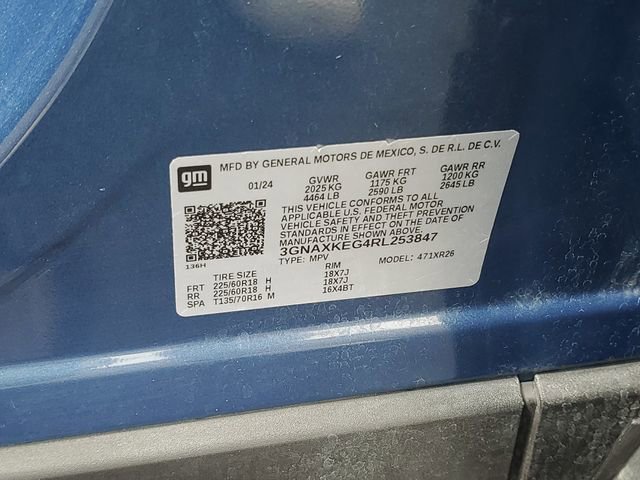 gm
MFD BY GENERAL MOTORS DE MEXICO, S. DE R.L. DE C.V.
01/24 GVWR GAWR FRT GAWR RR
2025 KG 1175 KG 1200 KG
4464 LB 2590 LB 2645 LB
THIS VEHICLE CONFORMS TO ALL
APPLICABLE U.S. FEDERAL MOTOR
VEHICLE SAFETY AND THEFT PREVENTION
STANDARDS IN EFFECT ON THE DATE OF
MANUFACTURE SHOWN ABOVE.
3GNAXKEG4RL253847
136H
TYPE: MPV MODEL: 471XR26
TIRE SIZE RIM
FRT 225/60R18 H 18X7J
RR 225/60R18 H 18X7J
SPA T135/70R16 M 16X4BT